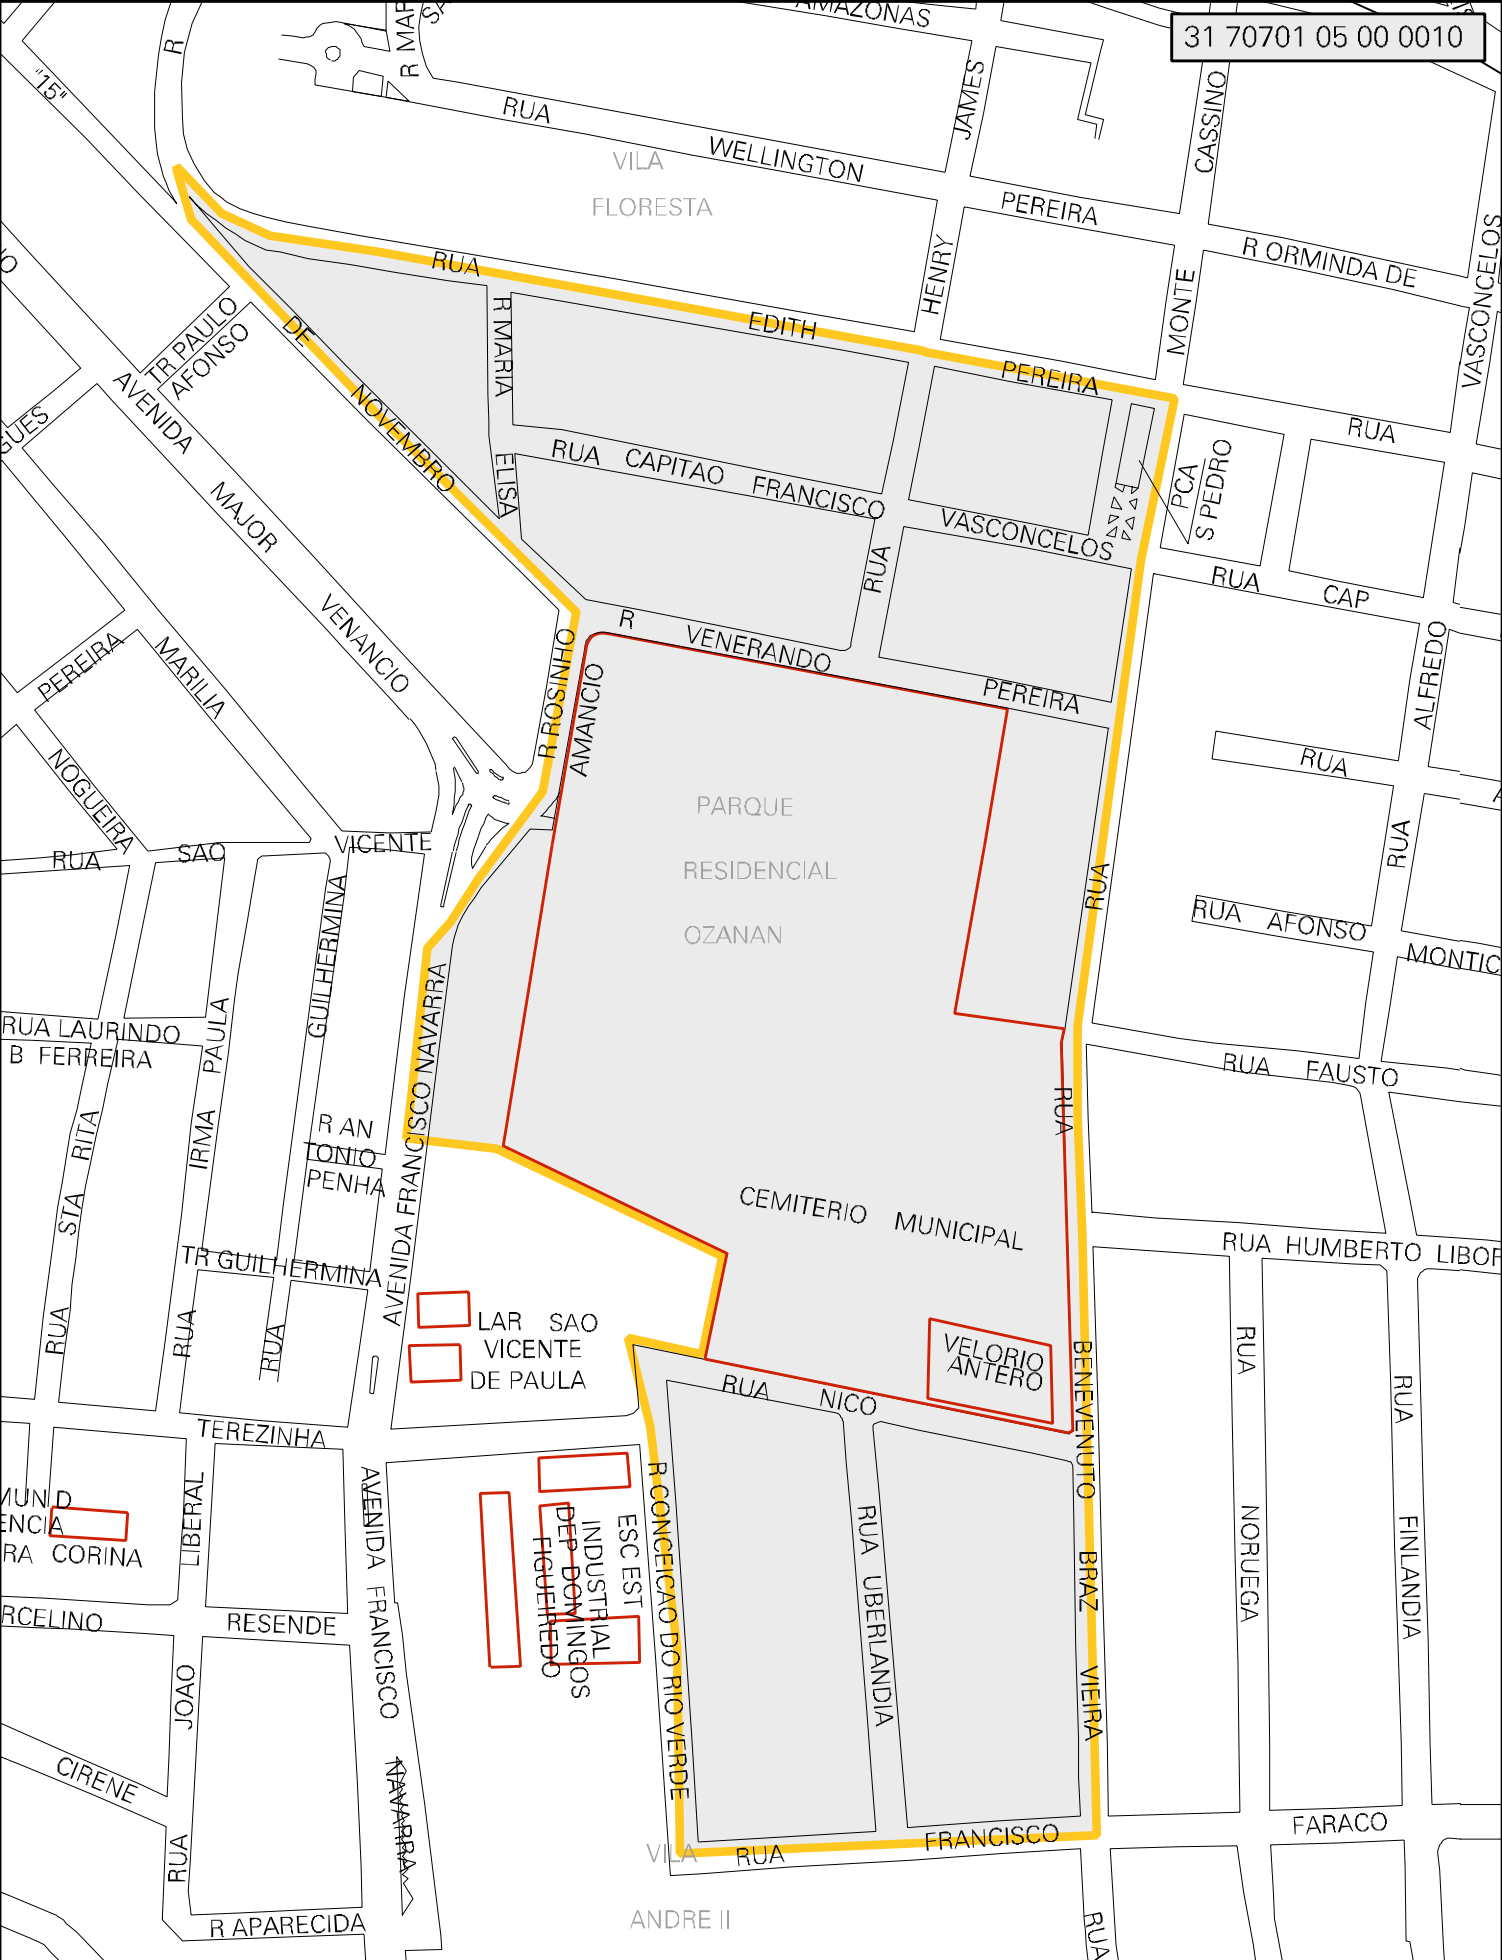 31 70701 05 00 0010
AMAZONAS
R
R MAR
"15"
RUA
WELLINGTON
PEREIRA
JAMES
HENRY
CASSINO
MONTE
VILA
FLORESTA
R ORMINDA DE
VASCONCELOS
RUA
EDITH
PEREIRA
RUA
DE
NOVEMBRO
TR PAULO
AFONSO
AVENIDA
MAJOR
VENANCIO
GUES
R MARIA
ELISA
RUA CAPITAO FRANCISCO
VASCONCELOS
RUA
PCA
S PEDRO
RUA
CAP
ALFREDO
RUA
R
VENERANDO
PEREIRA
R ROSINHO
AMANCIO
PEREIRA
MARILIA
NOGUEIRA
RUA
SAO
VICENTE
PARQUE
RESIDENCIAL
OZANAN
RUA
RUA
RUA AFONSO
MONTIC
GUILHERMINA
RUA
RUA LAURINDO
B FERREIRA
RUA
STA
RITA
RUA
IRMA
PAULA
R AN
TONIO
PENHA
TR GUILHERMINA
AVENIDA FRANCISCO NAVARRA
RUA
RUA FAUSTO
CEMITERIO MUNICIPAL
RUA HUMBERTO LIBOR
LAR SAO
VICENTE
DE PAULA
VELORIO
ANTERO
RUA
NICO
BENEVENUTO
BRAZ
VIEIRA
RUA
NORUEGA
RUA
FINLANDIA
TEREZINHA
LIBERAL
JOAO
RUA
MUN D
ENCIA
RA CORINA
RCELINO
RESENDE
AVENIDA FRANCISCO
NAVARRA
ESC EST
INDUSTRIAL
DEP DOMINGOS
FIGUEIREDO
R CONCEICAO DO RIO VERDE
RUA UBERLANDIA
CIRENE
R APARECIDA
VILA
ANDRE II
RUA
FRANCISCO
FARACO
RUA